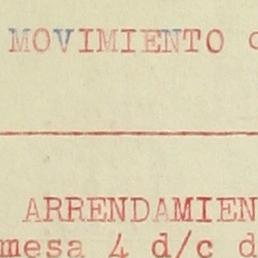 MOVIMIENTO
ARRENDAMIEN
mesa 4 d/c d